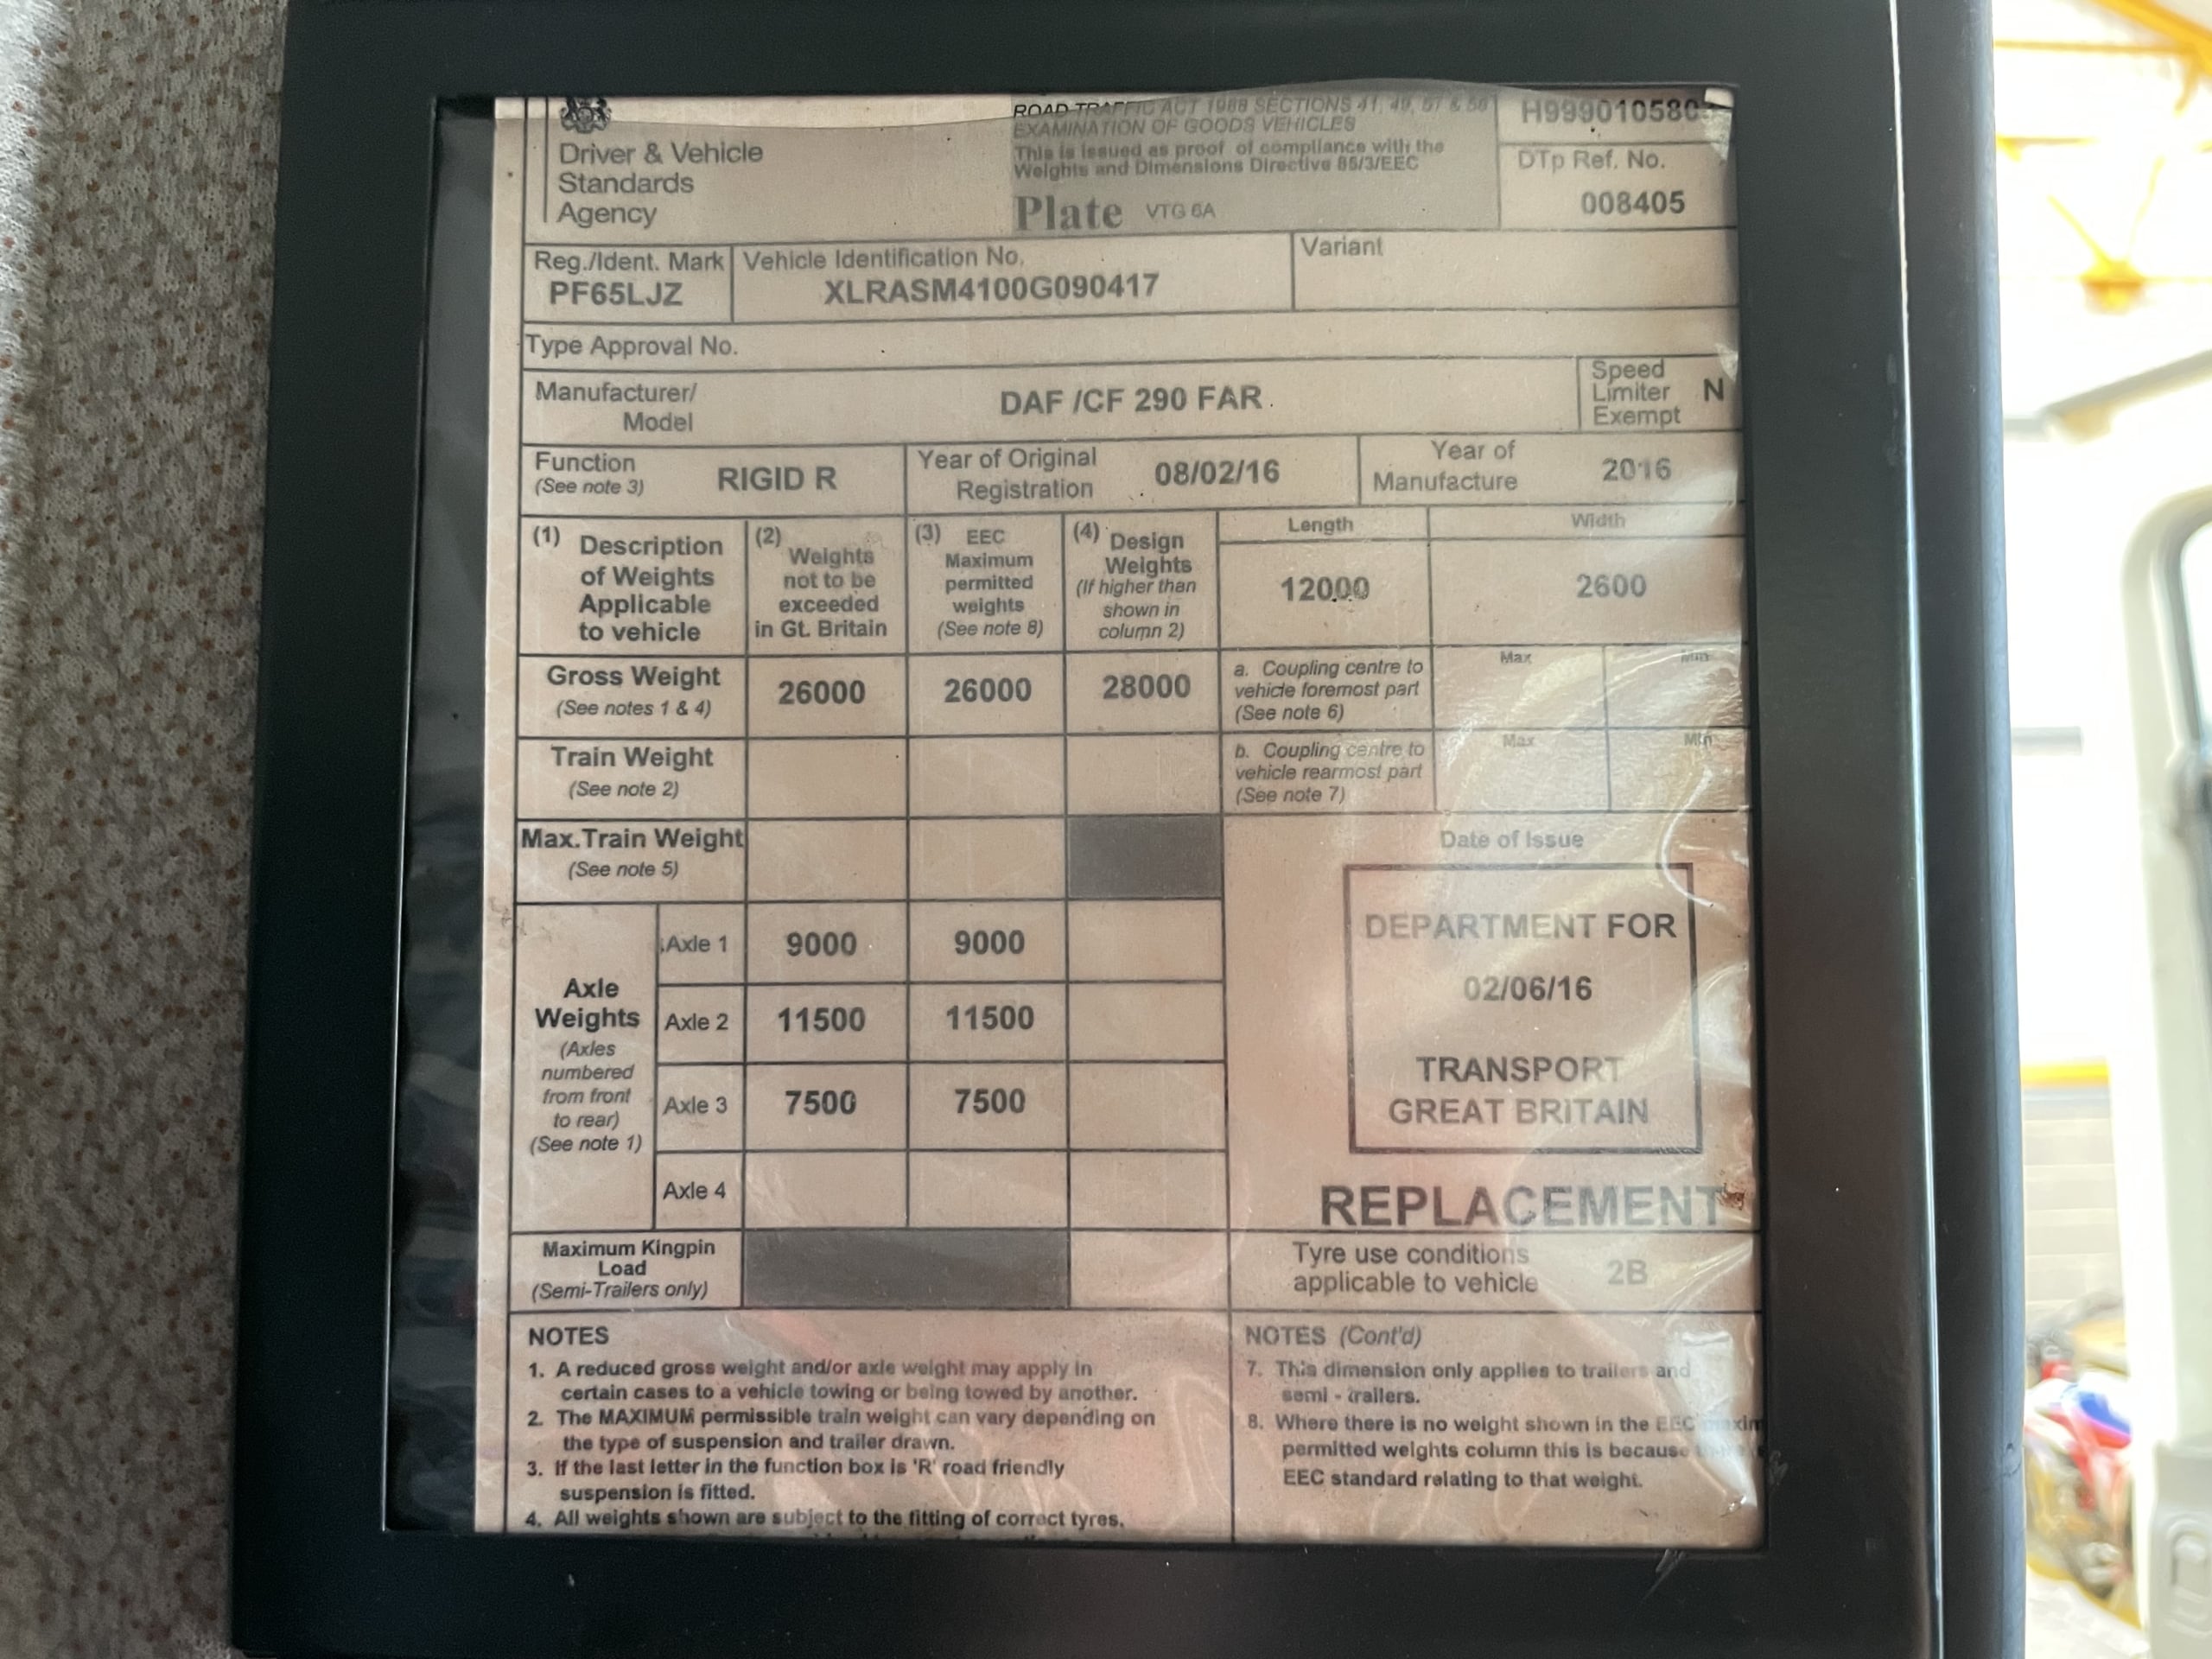 Driver & Vehicle
Standards
Agency
ROAD TRAFFIC ACT 1988 SECTIONS 41, 49, 57 & 58
EXAMINATION OF GOODS VEHICLES
This is issued as proof of compliance with the
Weights and Dimensions Directive 85/3/EEC
Plate VTG 6A
H99901058
DTp Ref. No.
008405
Reg./Ident. Mark
PF65LJZ
Vehicle Identification No.
XLRASM4100G090417
Variant
Type Approval No.
Manufacturer/
Model
DAF /CF 290 FAR
Speed
Limiter
Exempt
N
Function
(See note 3)
RIGID R
Year of Original
Registration
08/02/16
Year of
Manufacture
2016
(1) Description
of Weights
Applicable
to vehicle
(2) Weights
not to be
exceeded
in Gt. Britain
(3) EEC
Maximum
permitted
weights
(See note 8)
(4) Design
Weights
(If higher than
shown in
column 2)
Length
12000
Width
2600
Gross Weight
(See notes 1 & 4)
26000
26000
28000
a. Coupling centre to
vehicle foremost part
(See note 6)
Max
Min
Train Weight
(See note 2)
b. Coupling centre to
vehicle rearmost part
(See note 7)
Max
Min
Max.Train Weight
(See note 5)
Date of Issue
DEPARTMENT FOR
02/06/16
TRANSPORT
GREAT BRITAIN
REPLACEMENT
Axle
Weights
(Axles
numbered
from front
to rear)
(See note 1)
Axle 1 9000 9000
Axle 2 11500 11500
Axle 3 7500 7500
Axle 4
Maximum Kingpin
Load
(Semi-Trailers only)
Tyre use conditions
applicable to vehicle
2B
NOTES
1. A reduced gross weight and/or axle weight may apply in
certain cases to a vehicle towing or being towed by another.
2. The MAXIMUM permissible train weight can vary depending on
the type of suspension and trailer drawn.
3. If the last letter in the function box is 'R' road friendly
suspension is fitted.
4. All weights shown are subject to the fitting of correct tyres.
NOTES (Cont'd)
7. This dimension only applies to trailers and
semi - trailers.
8. Where there is no weight shown in the EEC
permitted weights column this is because
EEC standard relating to that weight.